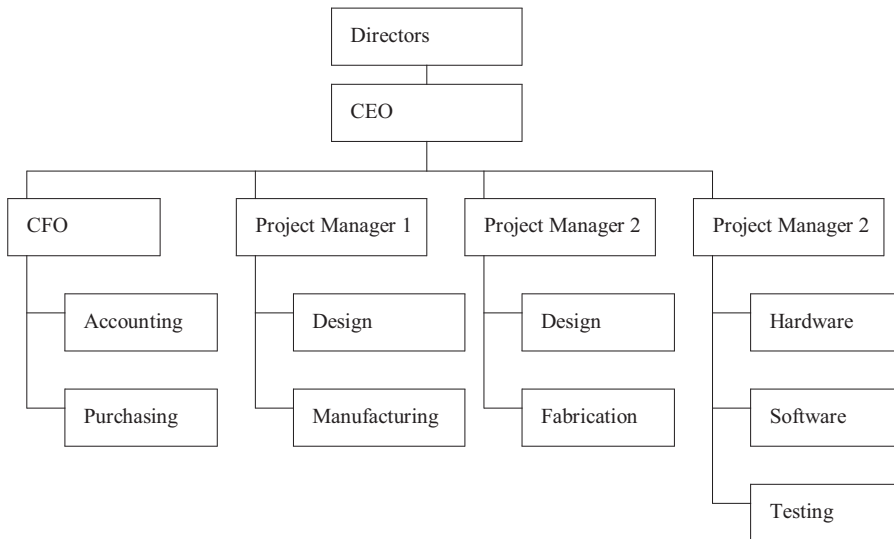 Directors
CEO
CFO
Project Manager 1
Project Manager 2
Project Manager 2
Accounting
Design
Design
Hardware
Purchasing
Manufacturing
Fabrication
Software
Testing